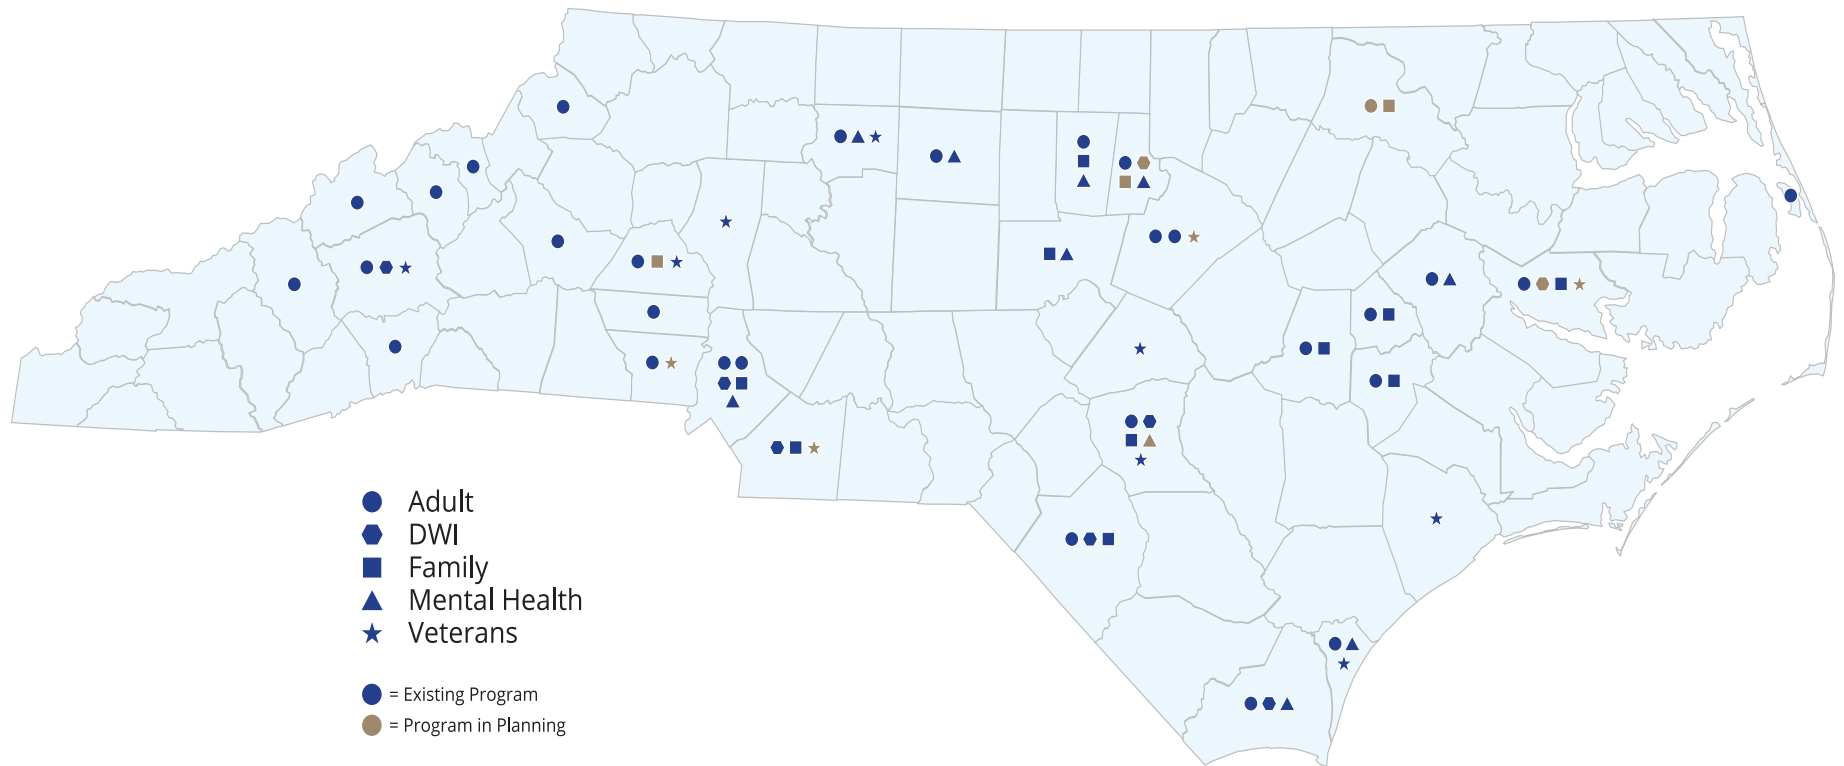 Adult
DWI
Family
Mental Health
Veterans
= Existing Program
= Program in Planning